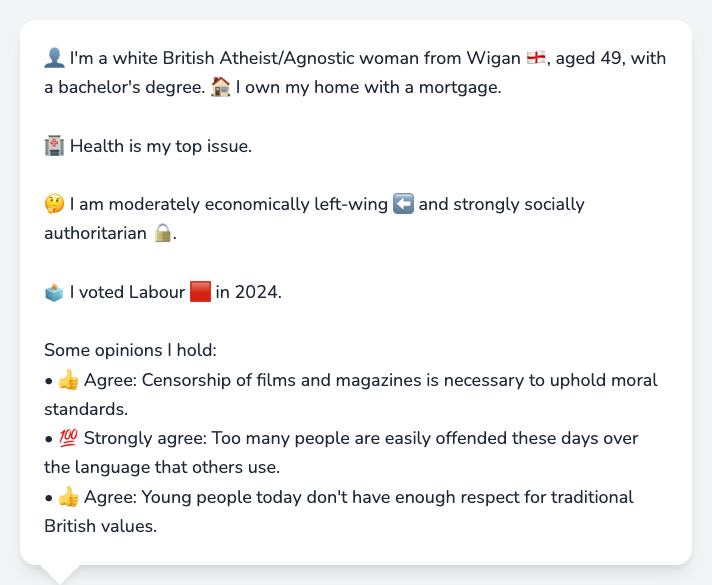 👤 I'm a white British Atheist/Agnostic woman from Wigan 🏴󠁧󠁢󠁥󠁮󠁧󠁿, aged 49, with
a bachelor's degree. 🏠 I own my home with a mortgage.
🏥 Health is my top issue.
🤔 I am moderately economically left-wing ⬅️ and strongly socially
authoritarian 🔒.
🗳️ I voted Labour 🟥 in 2024.
Some opinions I hold:
• 👍 Agree: Censorship of films and magazines is necessary to uphold moral
standards.
• 💯 Strongly agree: Too many people are easily offended these days over
the language that others use.
• 👍 Agree: Young people today don't have enough respect for traditional
British values.